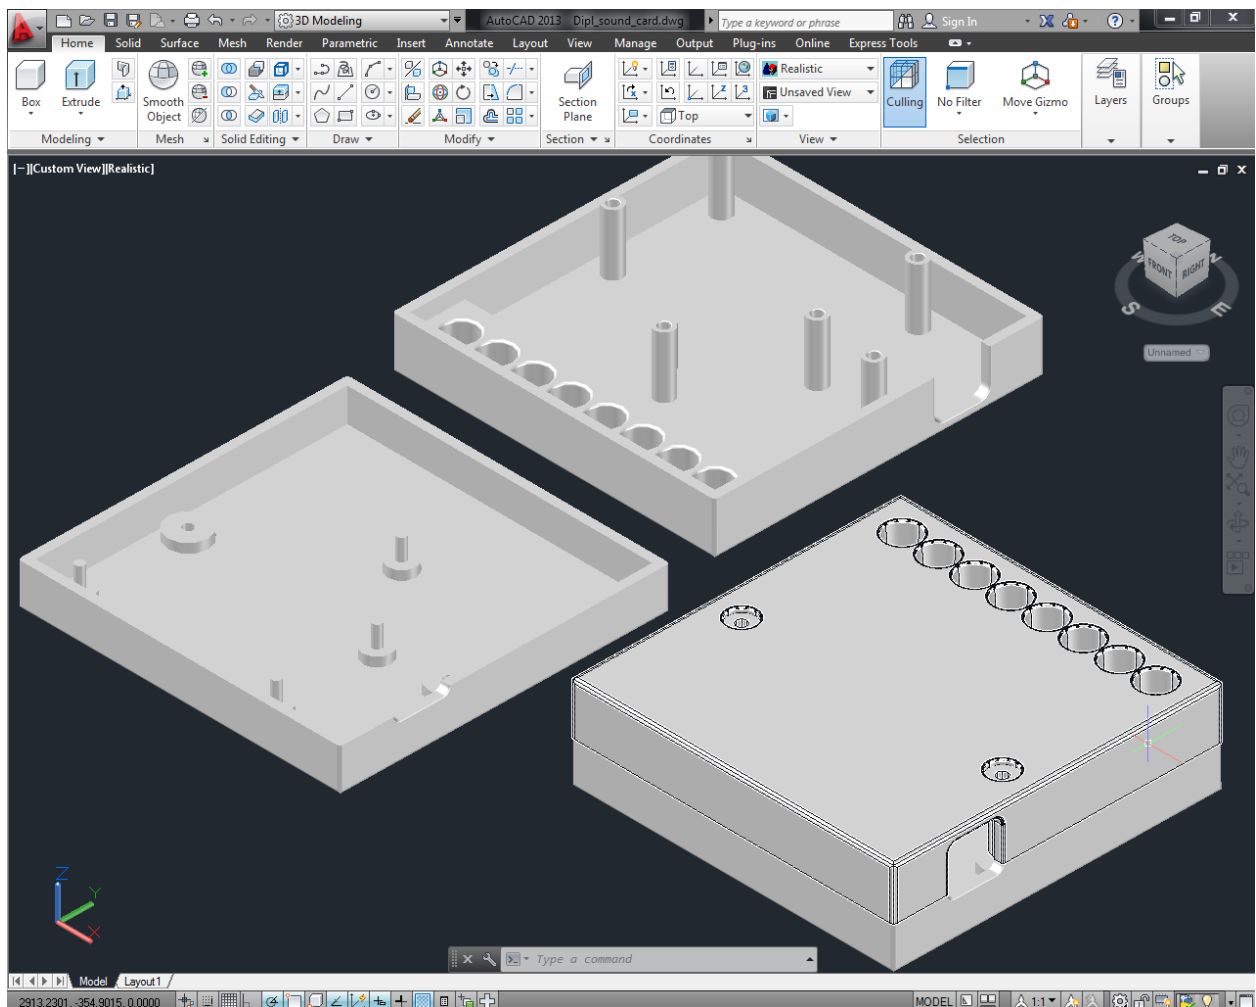 3D Modeling
AutoCAD 2013 Dipl_sound_card.dwg
Type a keyword or phrase
Sign In
Home Solid Surface Mesh Render Parametric Insert Annotate Layout View Manage Output Plug-ins Online Express Tools
Box
Extrude
Smooth Object
Section Plane
Top
Realistic
Unsaved View
Culling
No Filter
Move Gizmo
Layers
Groups
Modeling Mesh Solid Editing Draw Modify Section Coordinates View Selection
[−][Custom View][Realistic]
TOP
FRONT RIGHT
W N
S E
Unnamed
Z
Y
X
Type a command
Model Layout1
2913.2301, -354.9015, 0.0000
MODEL
1:1